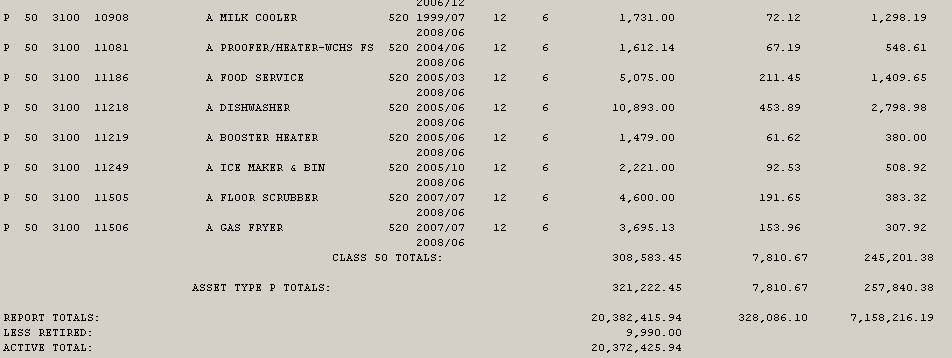 2006/12
P 50 3100 10908 A MILK COOLER 520 1999/07 12 6 1,731.00 72.12 1,298.19
2008/06
P 50 3100 11081 A PROOFER/HEATER-WCHS FS 520 2004/06 12 6 1,612.14 67.19 548.61
2008/06
P 50 3100 11186 A FOOD SERVICE 520 2005/03 12 6 5,075.00 211.45 1,409.65
2008/06
P 50 3100 11218 A DISHWASHER 520 2005/06 12 6 10,893.00 453.89 2,798.98
2008/06
P 50 3100 11219 A BOOSTER HEATER 520 2005/06 12 6 1,479.00 61.62 380.00
2008/06
P 50 3100 11249 A ICE MAKER & BIN 520 2005/10 12 6 2,221.00 92.53 508.92
2008/06
P 50 3100 11505 A FLOOR SCRUBBER 520 2007/07 12 6 4,600.00 191.65 383.32
2008/06
P 50 3100 11506 A GAS FRYER 520 2007/07 12 6 3,695.13 153.96 307.92
2008/06
CLASS 50 TOTALS: 308,583.45 7,810.67 245,201.38
ASSET TYPE P TOTALS: 321,222.45 7,810.67 257,840.38
REPORT TOTALS: 20,382,415.94 328,086.10 7,158,216.19
LESS RETIRED: 9,990.00
ACTIVE TOTAL: 20,372,425.94